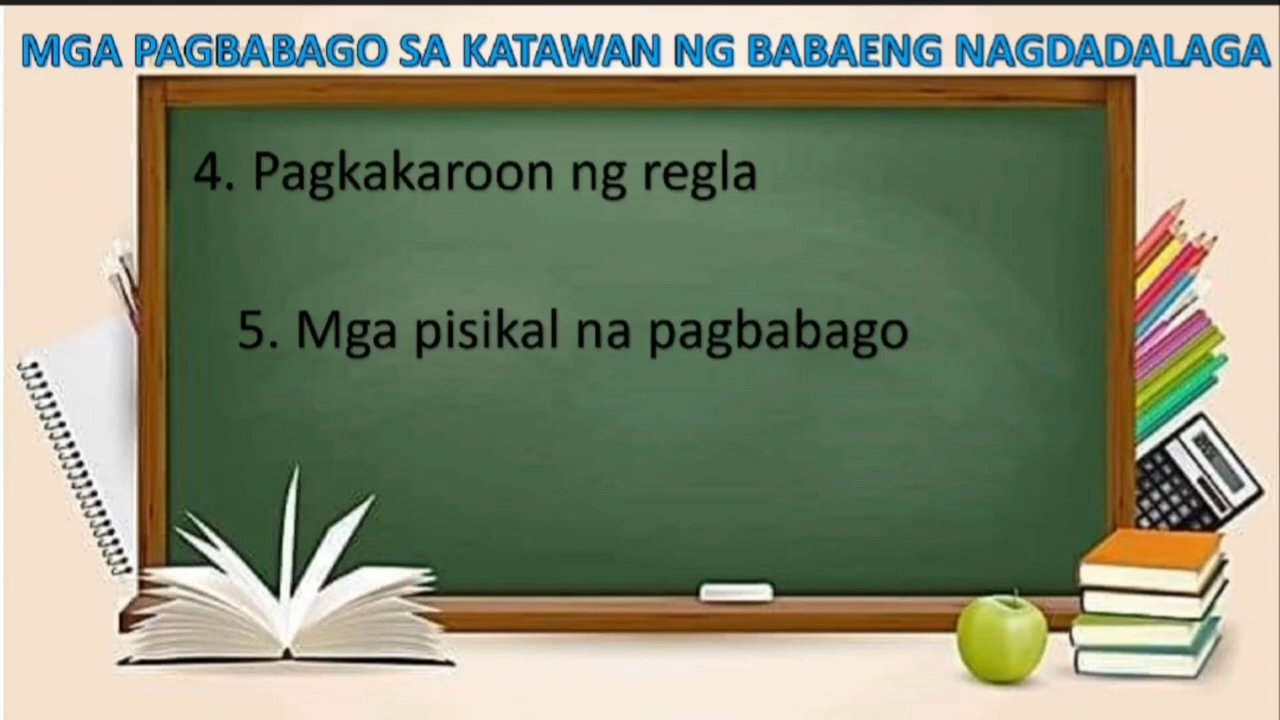 MGA PAGBABAGO SA KATAWAN NG BABAENG NAGDADALAGA
4. Pagkakaroon ng regla
5. Mga pisikal na pagbabago